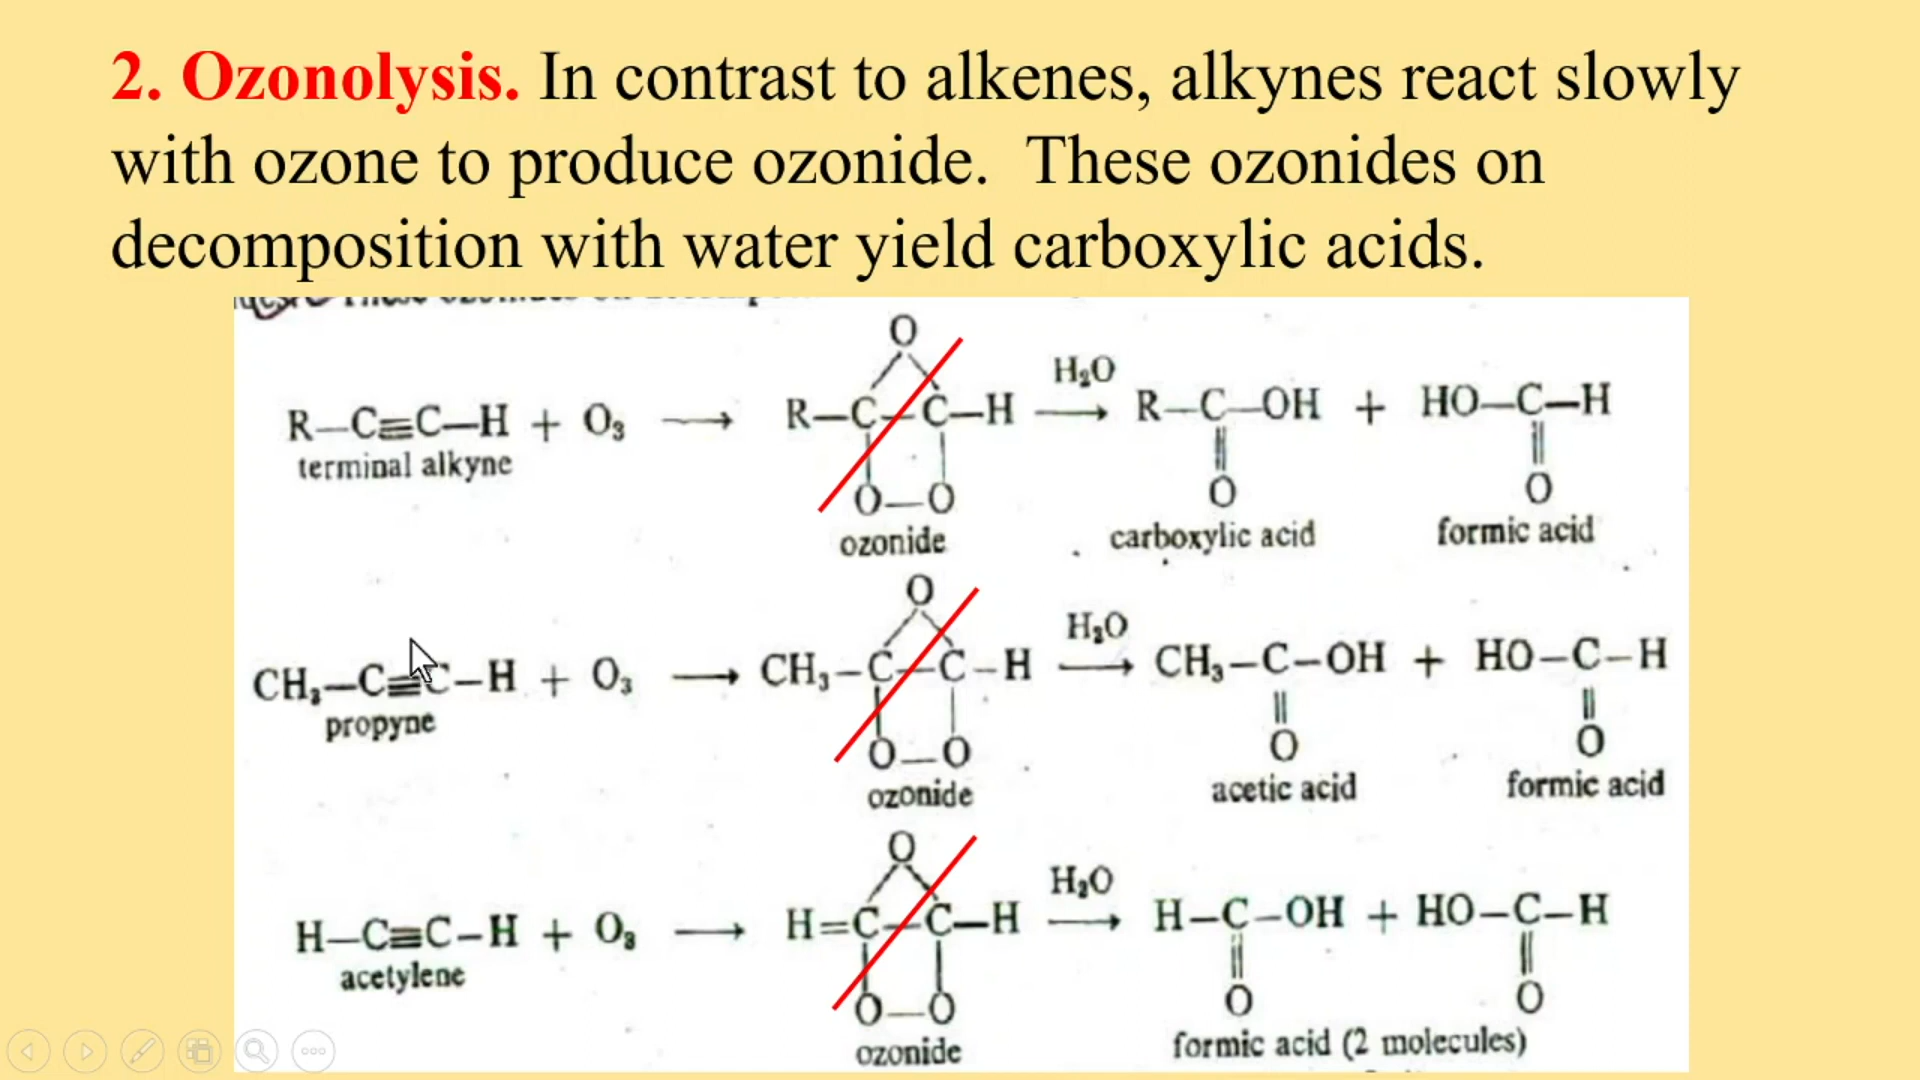 2. Ozonolysis. In contrast to alkenes, alkynes react slowly
with ozone to produce ozonide. These ozonides on
decomposition with water yield carboxylic acids.
O
H₂O
R—C≡C—H + O₃ → R—C—C—H → R—C—OH + HO—C—H
terminal alkyne
O—O O O
ozonide carboxylic acid formic acid
O
H₂O
CH₃—C≡C—H + O₃ → CH₃—C—C—H → CH₃—C—OH + HO—C—H
propyne
O—O O O
ozonide acetic acid formic acid
O
H₂O
H—C≡C—H + O₃ → H=C—C—H → H—C—OH + HO—C—H
acetylene
O—O O O
ozonide formic acid (2 molecules)